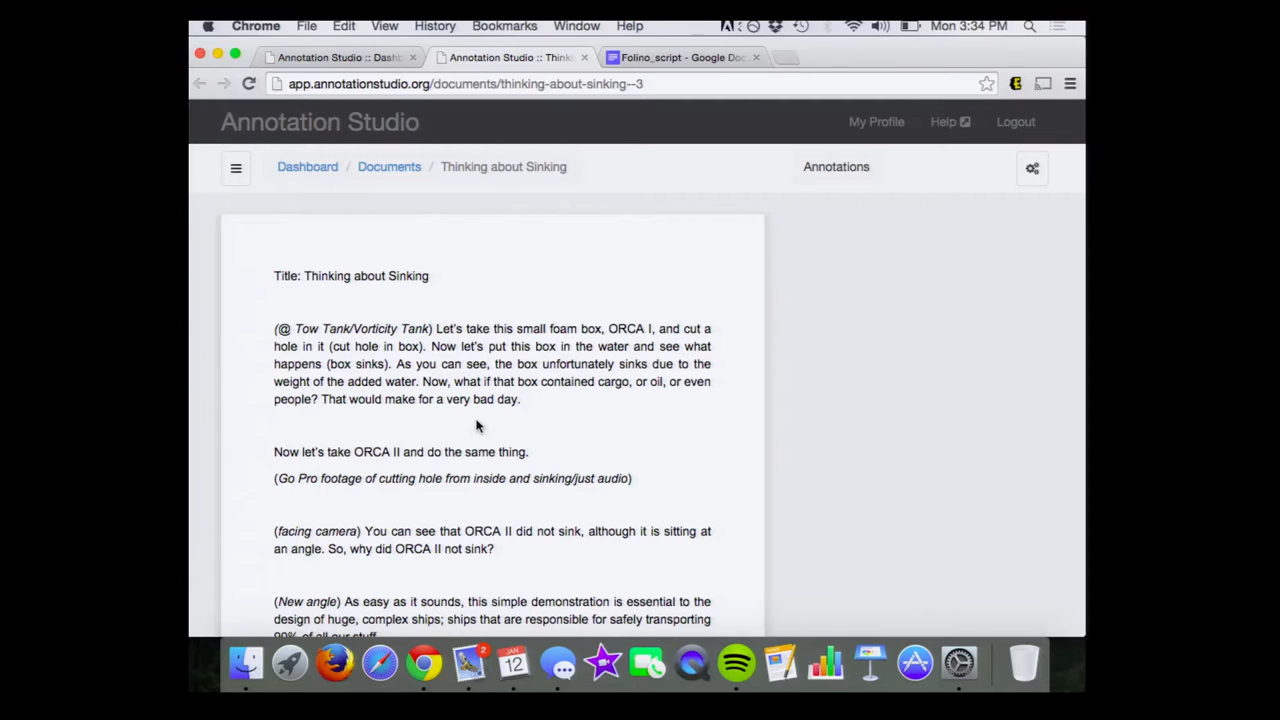 Chrome File Edit View History Bookmarks Window Help Mon 3:34 PM
Annotation Studio :: Dashb
Annotation Studio :: Thinki
Folino_script - Google Doc
app.annotationstudio.org/documents/thinking-about-sinking--3
Annotation Studio
My Profile Help Logout
Dashboard / Documents / Thinking about Sinking
Annotations
Title: Thinking about Sinking
(@ Tow Tank/Vorticity Tank) Let's take this small foam box, ORCA I, and cut a
hole in it (cut hole in box). Now let's put this box in the water and see what
happens (box sinks). As you can see, the box unfortunately sinks due to the
weight of the added water. Now, what if that box contained cargo, or oil, or even
people? That would make for a very bad day.
Now let's take ORCA II and do the same thing.
(Go Pro footage of cutting hole from inside and sinking/just audio)
(facing camera) You can see that ORCA II did not sink, although it is sitting at
an angle. So, why did ORCA II not sink?
(New angle) As easy as it sounds, this simple demonstration is essential to the
design of huge, complex ships; ships that are responsible for safely transporting
90% of all our stuff
2
JAN
12